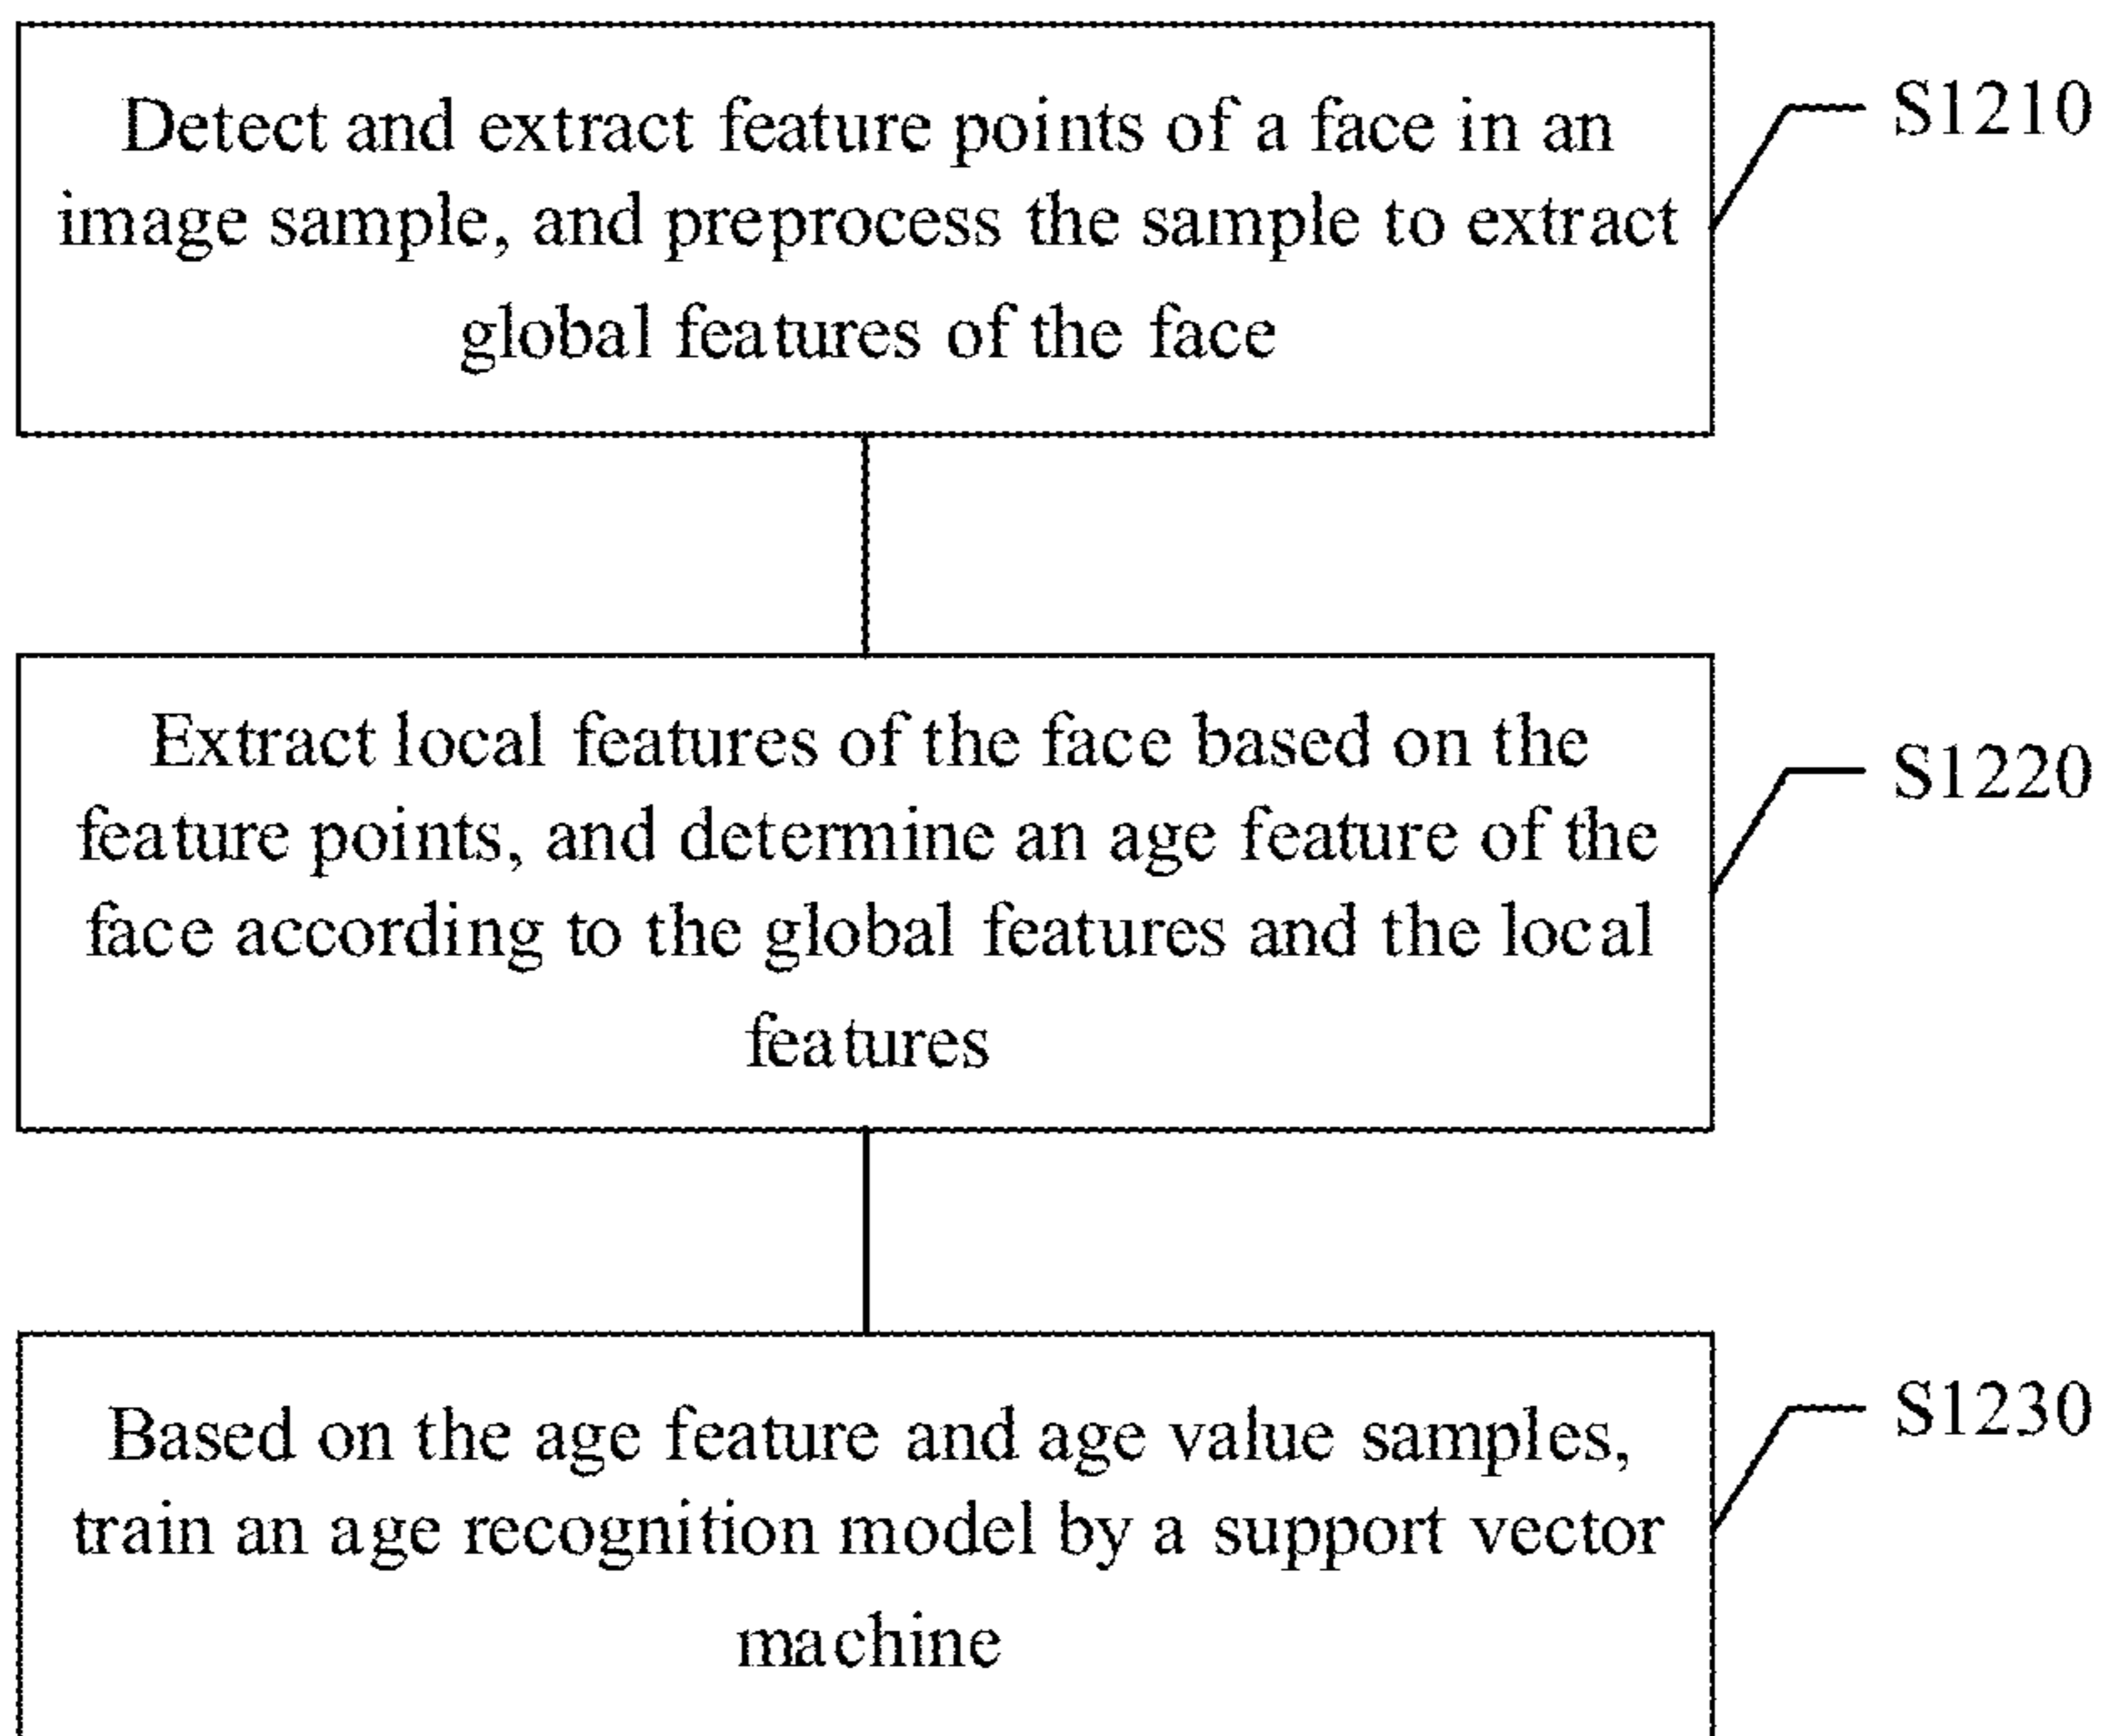 Detect and extract feature points of a face in an
image sample, and preprocess the sample to extract
global features of the face
S1210
Extract local features of the face based on the
feature points, and determine an age feature of the
face according to the global features and the local
features
S1220
Based on the age feature and age value samples,
train an age recognition model by a support vector
machine
S1230